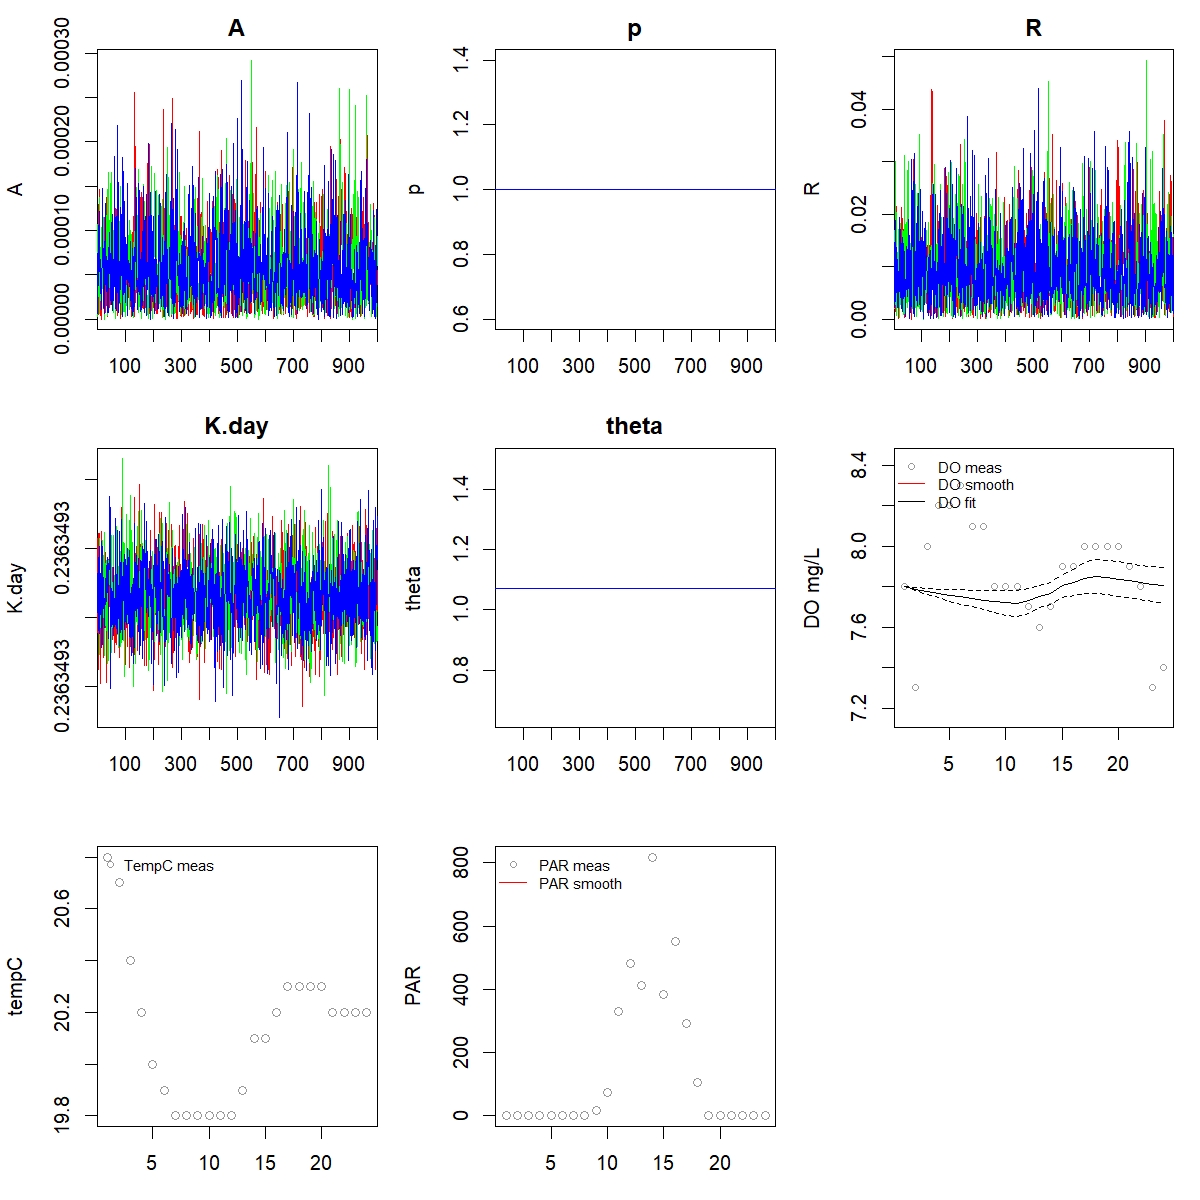 A
A
0.00000 0.00010 0.00020 0.00030
100 300 500 700 900
p
p
0.6 0.8 1.0 1.2 1.4
100 300 500 700 900
R
R
0.00 0.02 0.04
100 300 500 700 900
K.day
K.day
0.2363493 0.2363493
100 300 500 700 900
theta
theta
0.8 1.0 1.2 1.4
100 300 500 700 900
DO meas
DO smooth
DO fit
DO mg/L
7.2 7.6 8.0 8.4
5 10 15 20
TempC meas
tempC
19.8 20.2 20.6
5 10 15 20
PAR meas
PAR smooth
PAR
0 200 400 600 800
5 10 15 20